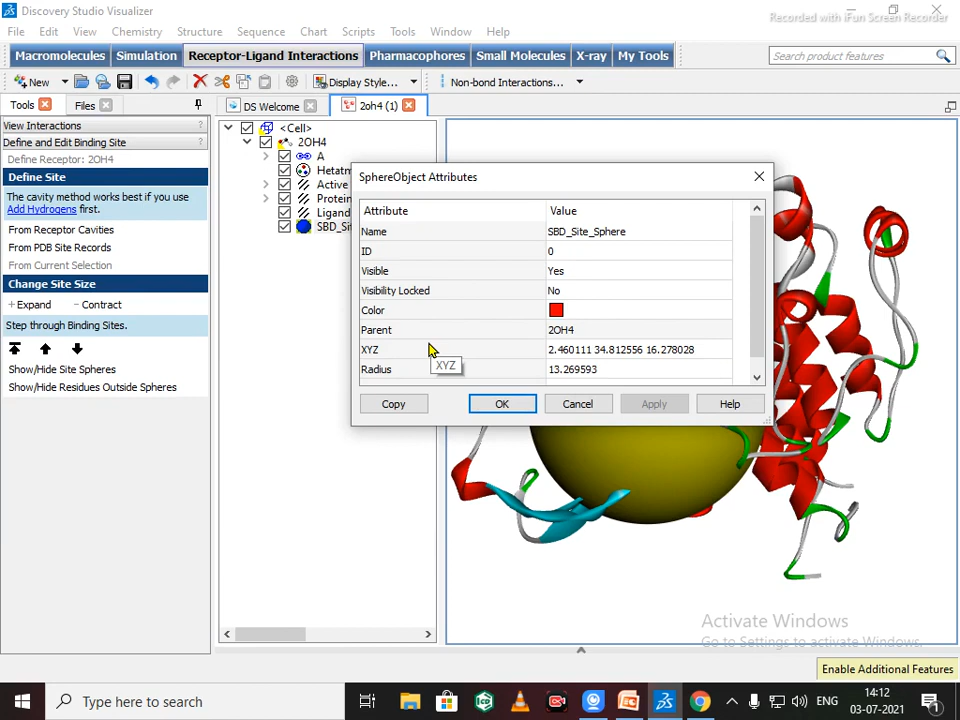 Discovery Studio Visualizer
Recorded with iFun Screen Recorder
File Edit View Chemistry Structure Sequence Chart Scripts Tools Window Help
Macromolecules Simulation Receptor-Ligand Interactions Pharmacophores Small Molecules X-ray My Tools
Search product features
New Display Style... Non-bond Interactions...
Tools Files DS Welcome 2oh4 (1)
View Interactions ?
Define and Edit Binding Site ?
Define Receptor: 2OH4
Define Site
The cavity method works best if you use
Add Hydrogens first.
From Receptor Cavities
From PDB Site Records
From Current Selection
Change Site Size
+Expand - Contract
Step through Binding Sites.
Show/Hide Site Spheres
Show/Hide Residues Outside Spheres
<Cell>
2OH4
A
Hetatm
Active
Protein
Ligand
SBD_Sit
SphereObject Attributes
Attribute Value
Name SBD_Site_Sphere
ID 0
Visible Yes
Visibility Locked No
Color
Parent 2OH4
XYZ 2.460111 34.812556 16.278028
XYZ
Radius 13.269593
Copy OK Cancel Apply Help
Activate Windows
Go to Settings to activate Windows.
Enable Additional Features
Type here to search
ENG
14:12
03-07-2021
1